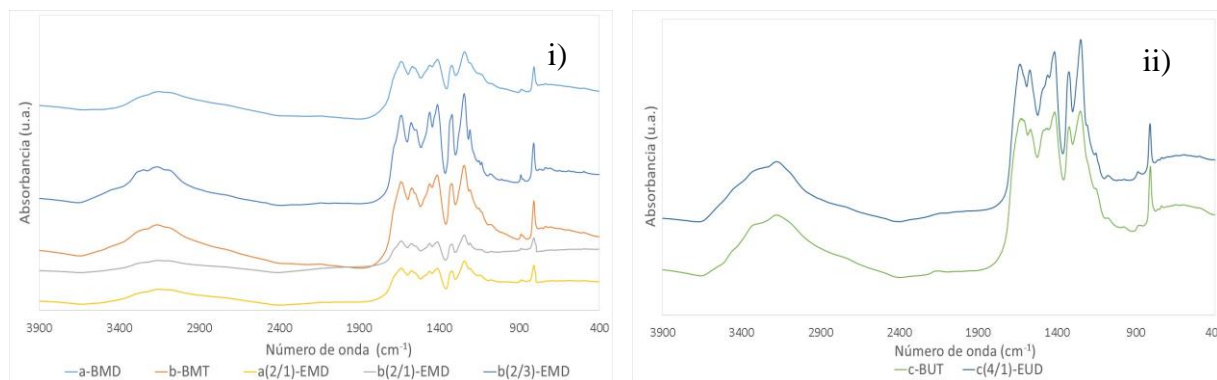 i)
Absorbancia (u.a.)
3900 3400 2900 2400 1900 1400 900 400
Número de onda (cm⁻¹)
a-BMD b-BMT a(2/1)-EMD b(2/1)-EMD b(2/3)-EMD
ii)
Absorbancia (u.a.)
3900 3400 2900 2400 1900 1400 900 400
Número de onda (cm⁻¹)
c-BUT c(4/1)-EUD